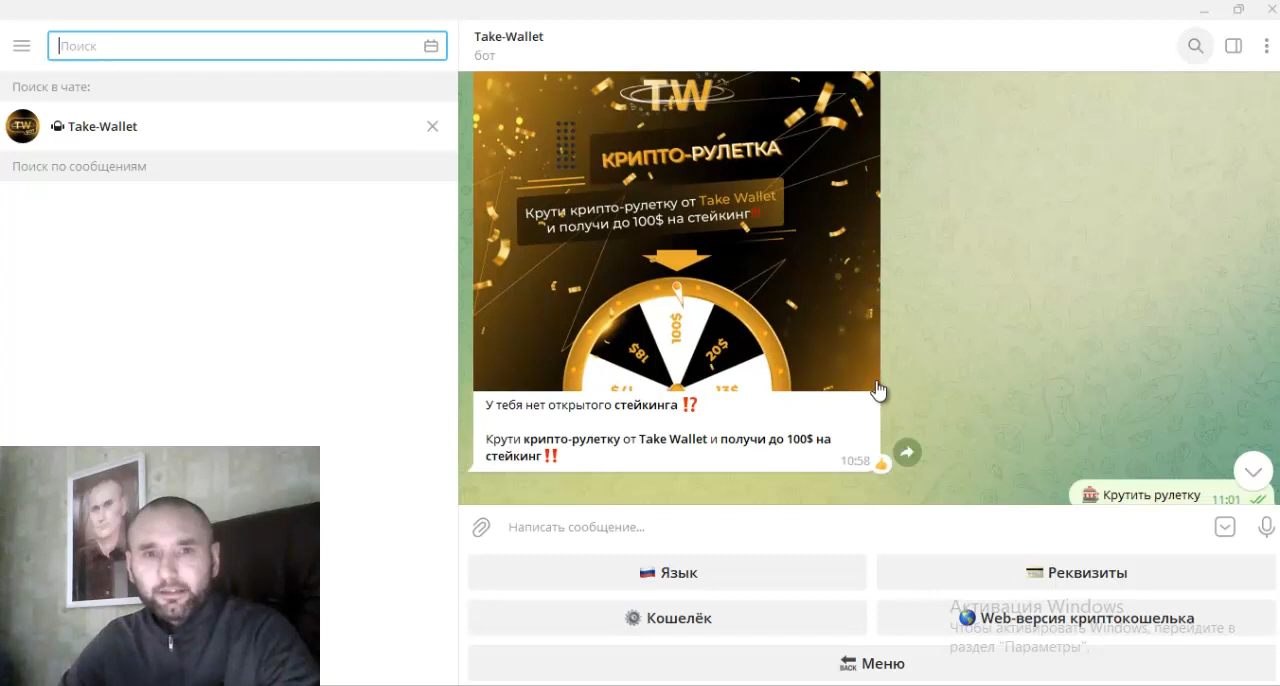 Поиск
Поиск в чате:
Take-Wallet
Поиск по сообщениям
Take-Wallet
бот
TW
КРИПТО-РУЛЕТКА
Крути крипто-рулетку от Take Wallet
и получи до 100$ на стейкинг‼
18$
100$
20$
17$
13$
У тебя нет открытого стейкинга ⁉
Крути крипто-рулетку от Take Wallet и получи до 100$ на
стейкинг‼
10:58
Крутить рулетку
11:01
Написать сообщение...
Язык
Реквизиты
Кошелёк
Web-версия криптокошелька
BACK Меню
Активация Windows
Чтобы активировать Windows, перейдите в
раздел "Параметры".